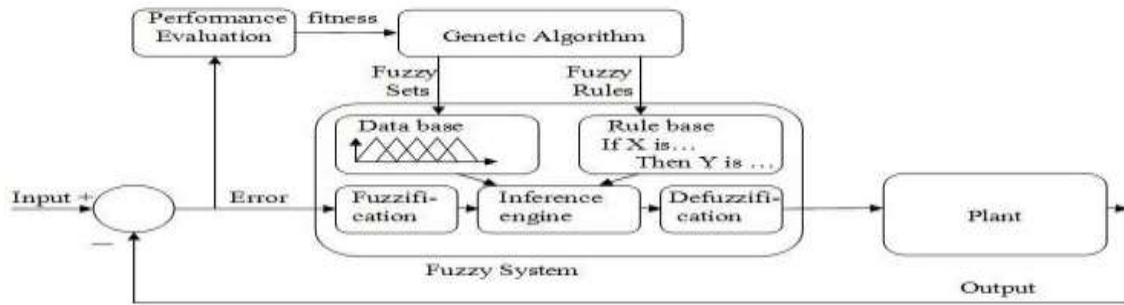 Performance
Evaluation
fitness
Genetic Algorithm
Fuzzy
Sets
Fuzzy
Rules
Data base
Rule base
If X is...
Then Y is ...
Input +
Error
Fuzzifi-
cation
Inference
engine
Defuzzifi-
cation
Plant
—
Fuzzy System
Output